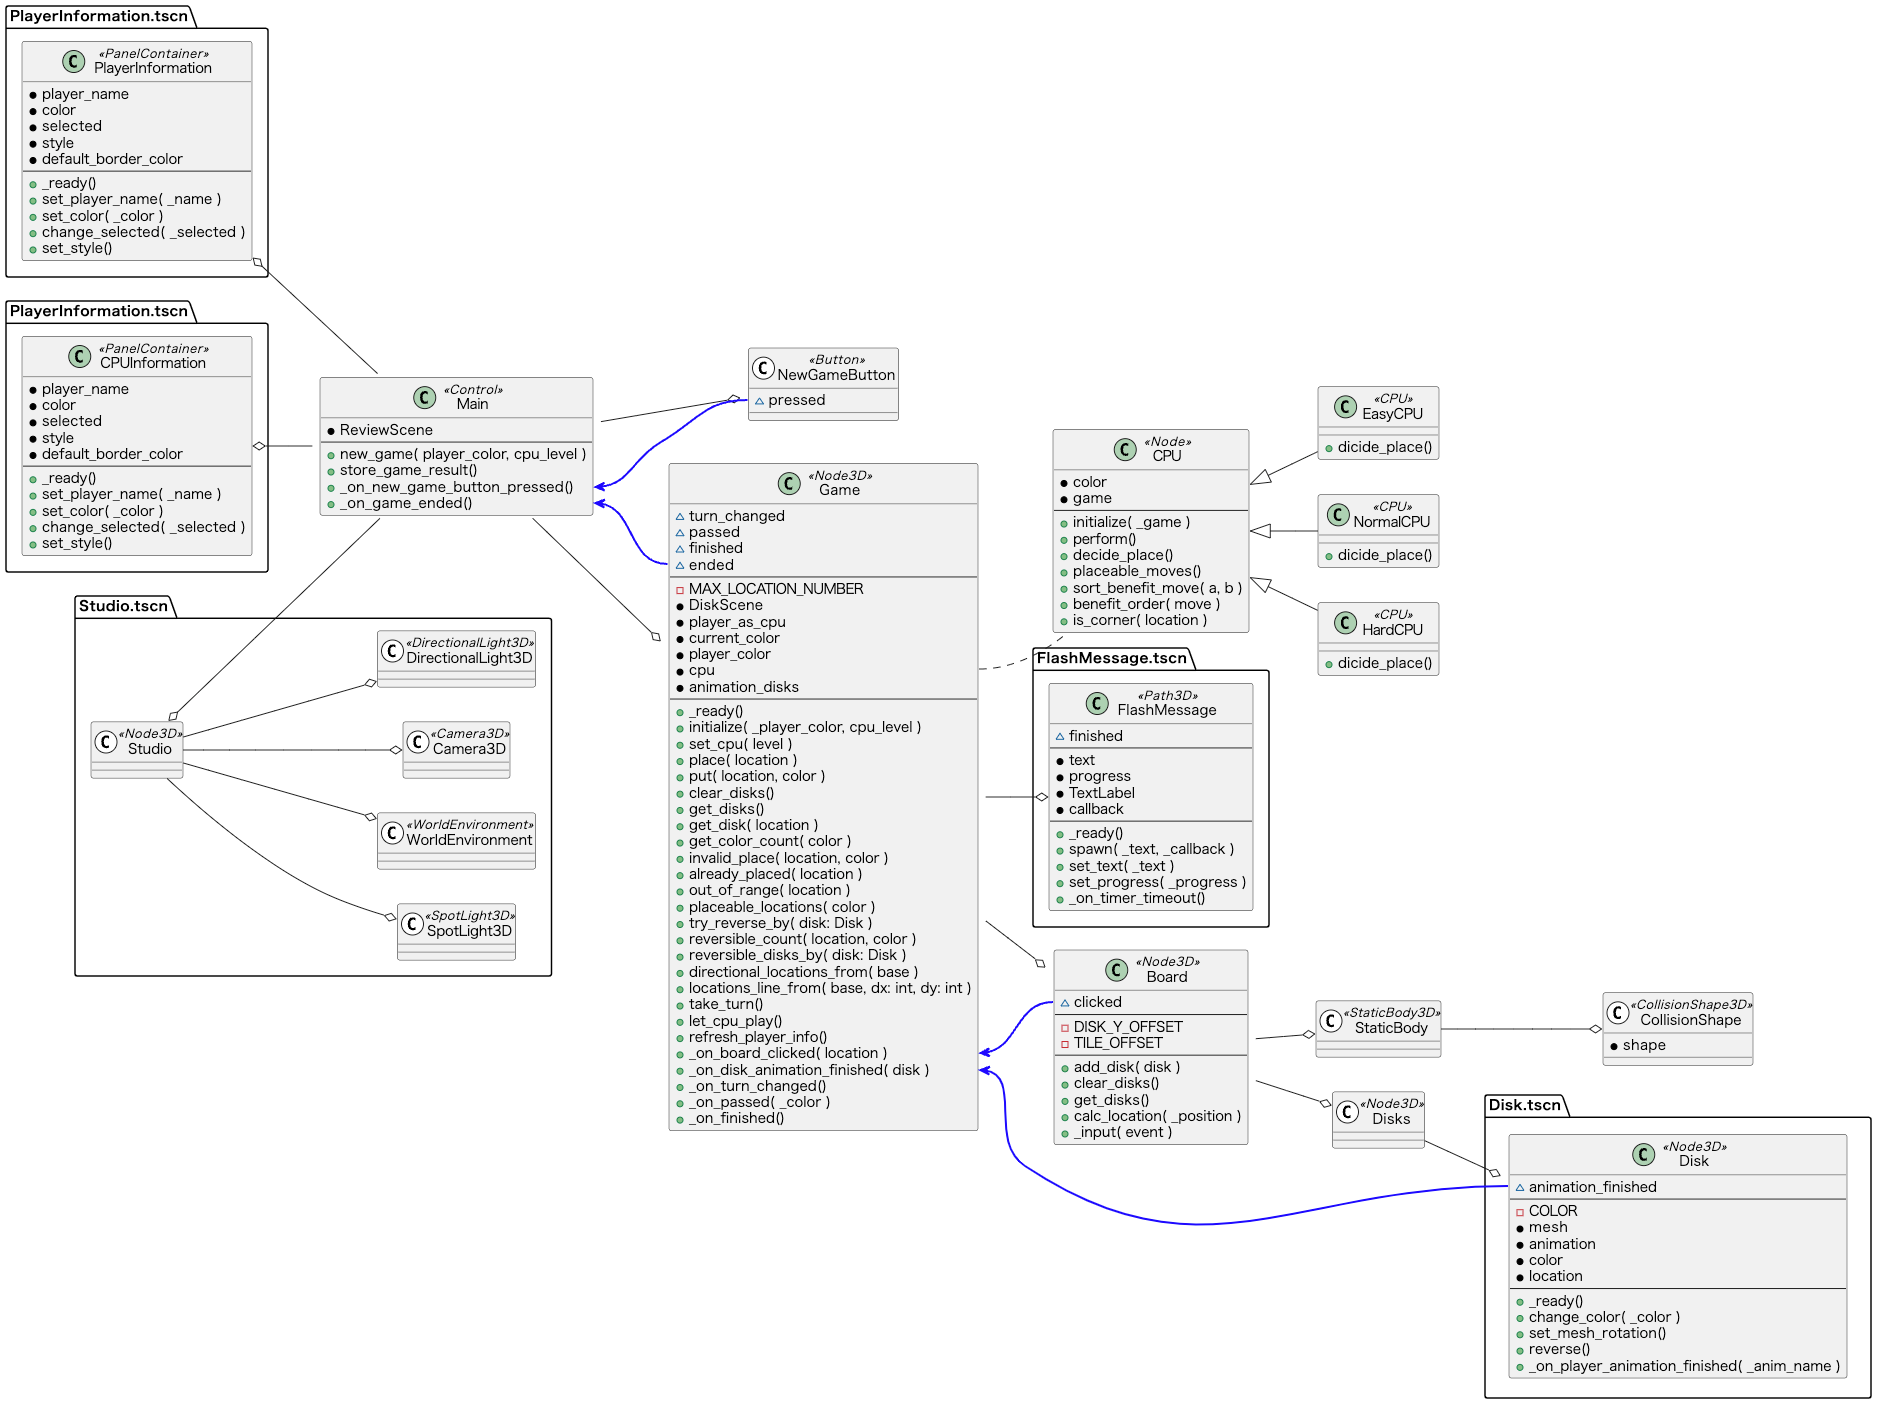 PlayerInformation.tscn
«PanelContainer»
C PlayerInformation
player_name
color
selected
style
default_border_color
_ready()
set_player_name( _name )
set_color( _color )
change_selected( _selected )
set_style()
PlayerInformation.tscn
«PanelContainer»
C CPUInformation
player_name
color
selected
style
default_border_color
_ready()
set_player_name( _name )
set_color( _color )
change_selected( _selected )
set_style()
«Control»
C Main
ReviewScene
new_game( player_color, cpu_level )
store_game_result()
_on_new_game_button_pressed()
_on_game_ended()
«Button»
C NewGameButton
pressed
Studio.tscn
«Node3D»
C Studio
«DirectionalLight3D»
C DirectionalLight3D
«Camera3D»
C Camera3D
«WorldEnvironment»
C WorldEnvironment
«SpotLight3D»
C SpotLight3D
«Node3D»
C Game
turn_changed
passed
finished
ended
MAX_LOCATION_NUMBER
DiskScene
player_as_cpu
current_color
player_color
cpu
animation_disks
_ready()
initialize( _player_color, cpu_level )
set_cpu( level )
place( location )
put( location, color )
clear_disks()
get_disks()
get_disk( location )
get_color_count( color )
invalid_place( location, color )
already_placed( location )
out_of_range( location )
placeable_locations( color )
try_reverse_by( disk: Disk )
reversible_count( location, color )
reversible_disks_by( disk: Disk )
directional_locations_from( base )
locations_line_from( base, dx: int, dy: int )
take_turn()
let_cpu_play()
refresh_player_info()
_on_board_clicked( location )
_on_disk_animation_finished( disk )
_on_turn_changed()
_on_passed( _color )
_on_finished()
«Node»
C CPU
color
game
initialize( _game )
perform()
decide_place()
placeable_moves()
sort_benefit_move( a, b )
benefit_order( move )
is_corner( location )
«CPU»
C EasyCPU
dicide_place()
«CPU»
C NormalCPU
dicide_place()
«CPU»
C HardCPU
dicide_place()
FlashMessage.tscn
«Path3D»
C FlashMessage
finished
text
progress
TextLabel
callback
_ready()
spawn( _text, _callback )
set_text( _text )
set_progress( _progress )
_on_timer_timeout()
«Node3D»
C Board
clicked
DISK_Y_OFFSET
TILE_OFFSET
add_disk( disk )
clear_disks()
get_disks()
calc_location( _position )
_input( event )
«StaticBody3D»
C StaticBody
«CollisionShape3D»
C CollisionShape
shape
«Node3D»
C Disks
Disk.tscn
«Node3D»
C Disk
animation_finished
COLOR
mesh
animation
color
location
_ready()
change_color( _color )
set_mesh_rotation()
reverse()
_on_player_animation_finished( _anim_name )